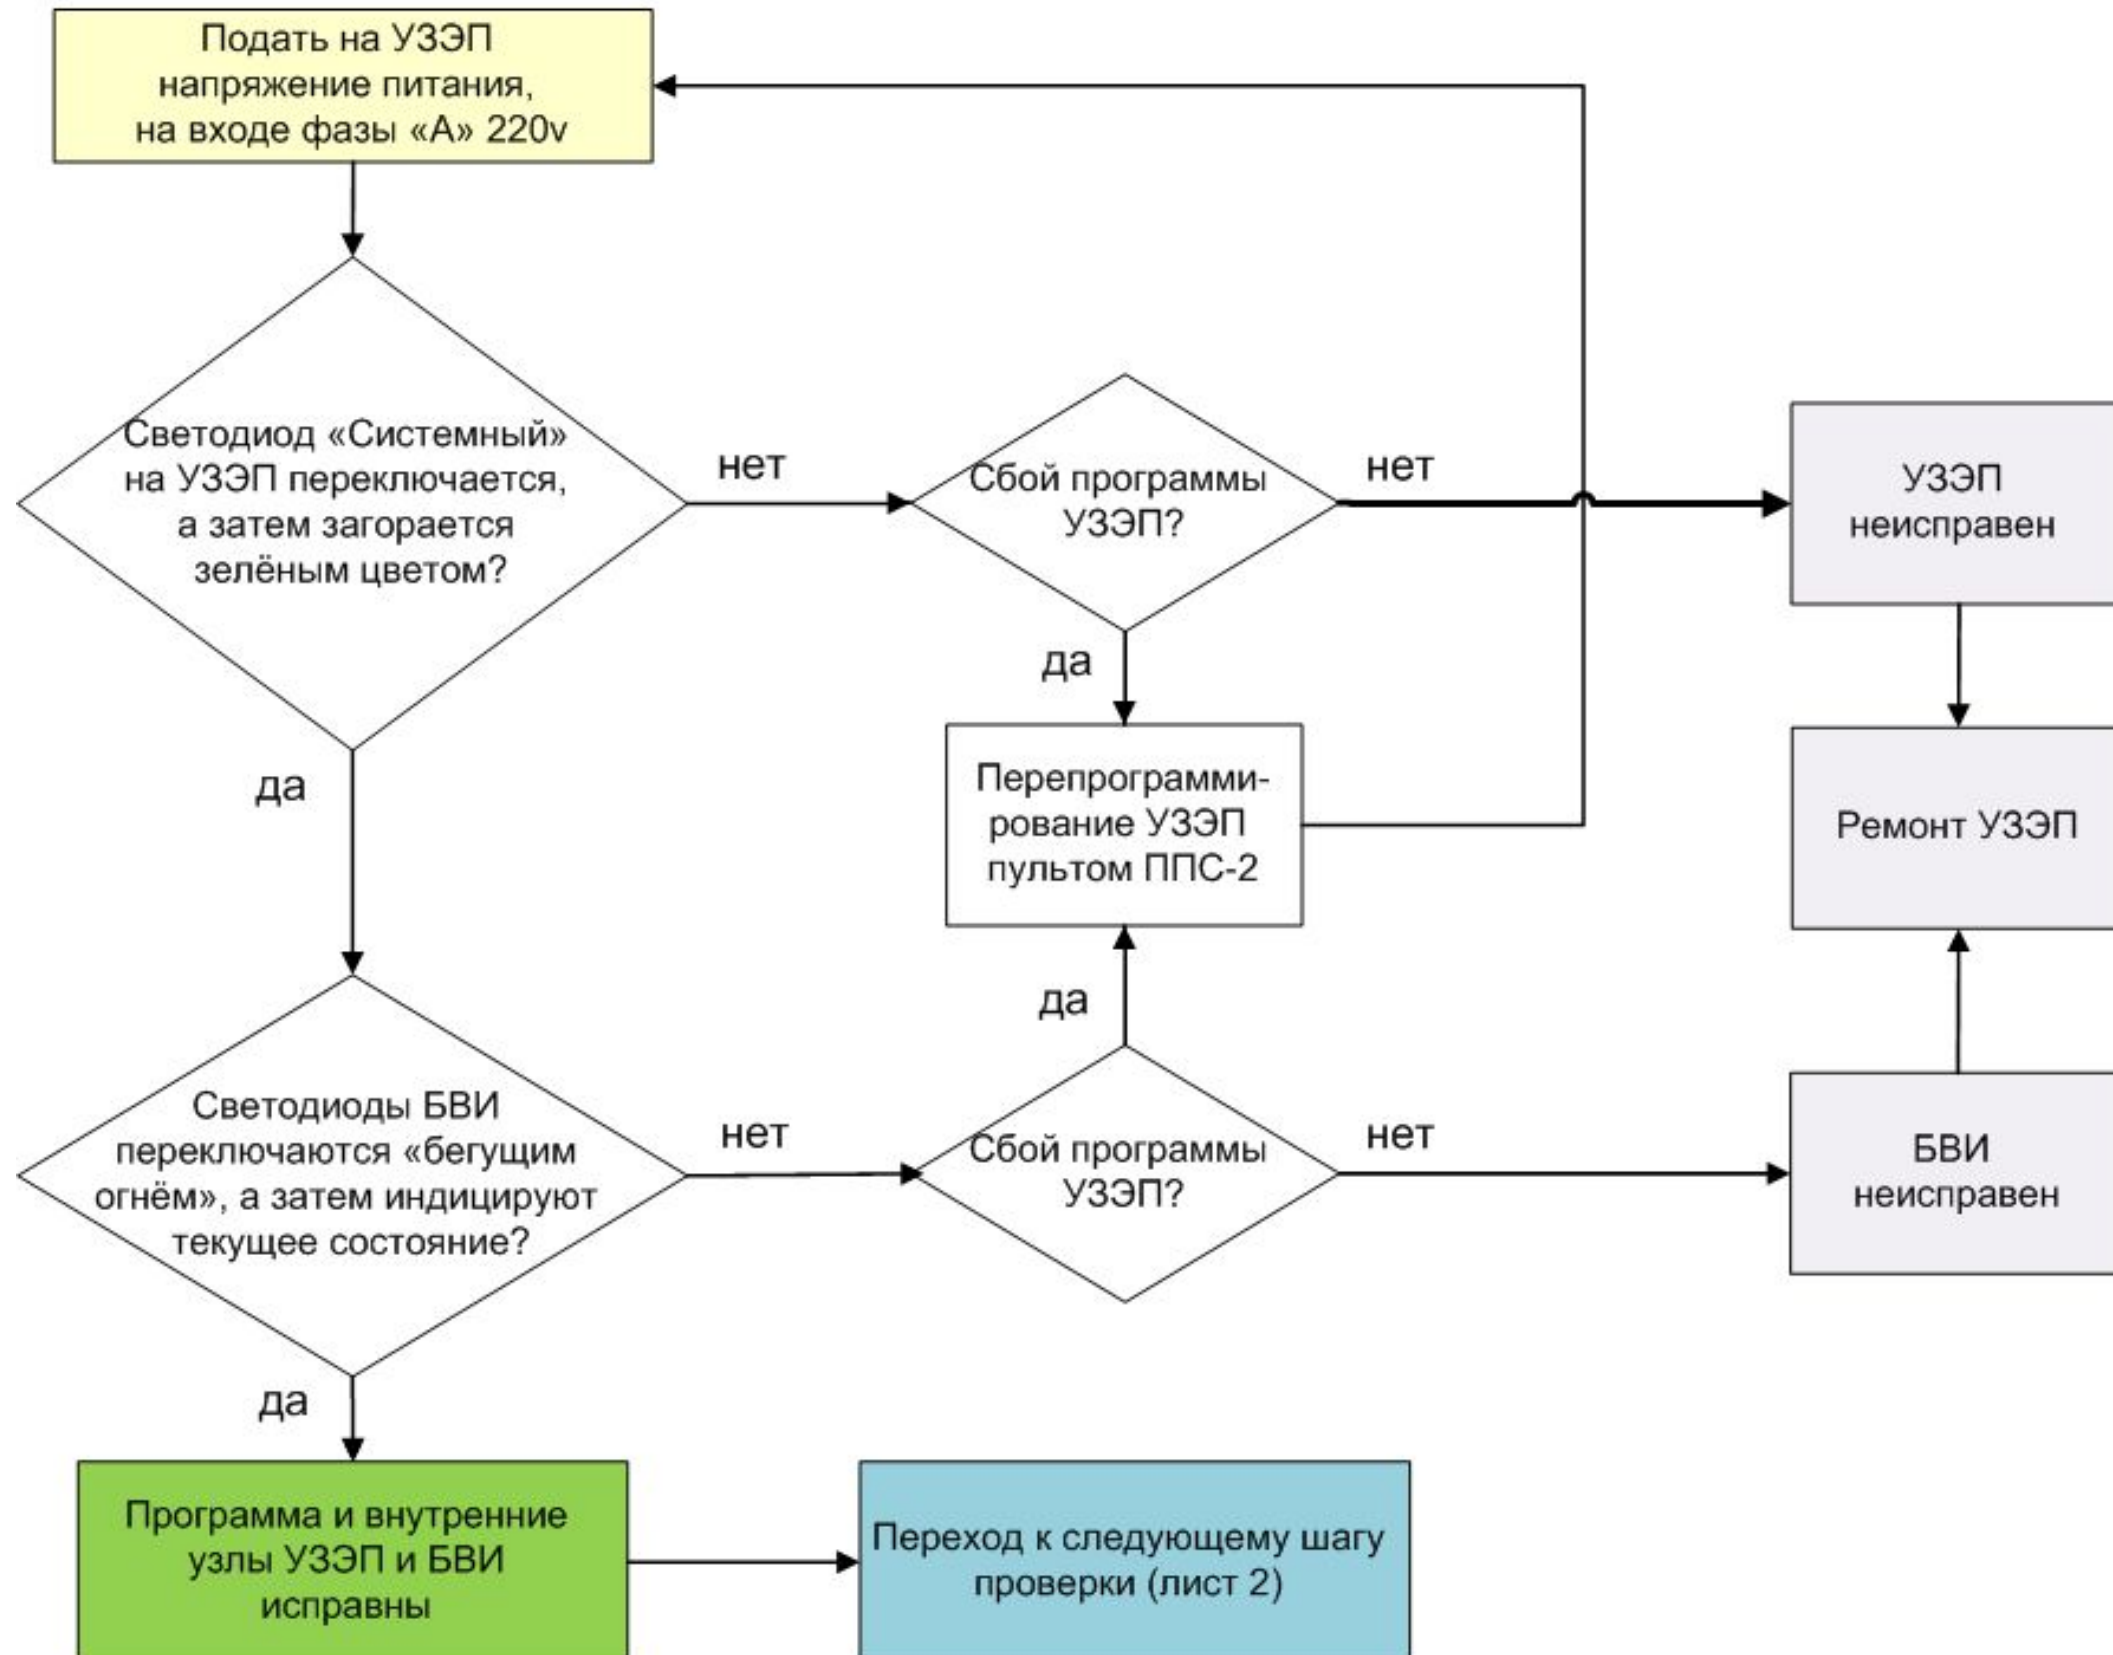 Подать на УЗЭП
напряжение питания,
на входе фазы «А» 220v
Светодиод «Системный»
на УЗЭП переключается,
а затем загорается
зелёным цветом?
нет
Сбой программы
УЗЭП?
нет
УЗЭП
неисправен
да
да
Перепрограмми-
рование УЗЭП
пультом ППС-2
Ремонт УЗЭП
да
Светодиоды БВИ
переключаются «бегущим
огнём», а затем индицируют
текущее состояние?
нет
Сбой программы
УЗЭП?
нет
БВИ
неисправен
да
Программа и внутренние
узлы УЗЭП и БВИ
исправны
Переход к следующему шагу
проверки (лист 2)